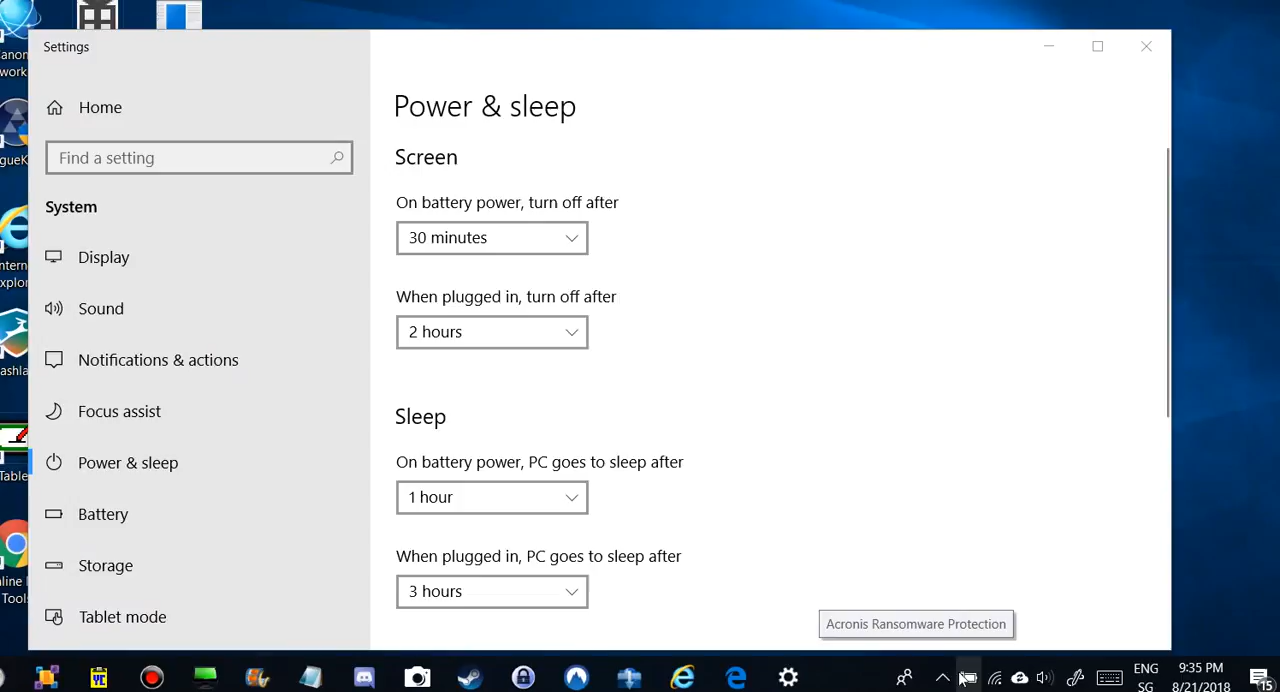 Settings
Home
Find a setting
System
Display
Sound
Notifications & actions
Focus assist
Power & sleep
Battery
Storage
Tablet mode
Power & sleep
Screen
On battery power, turn off after
30 minutes
When plugged in, turn off after
2 hours
Sleep
On battery power, PC goes to sleep after
1 hour
When plugged in, PC goes to sleep after
3 hours
Acronis Ransomware Protection
Tools
YC
ENG
SG
9:35 PM
8/21/2018
15